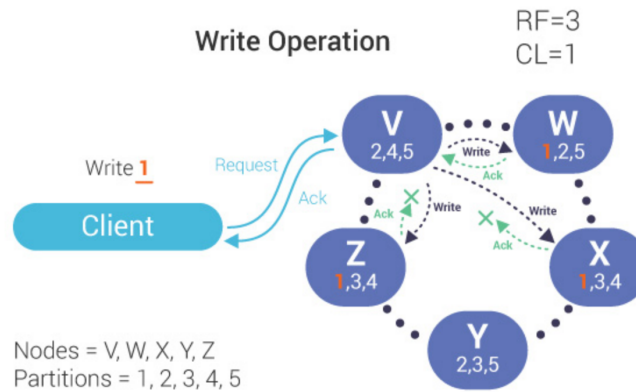 Write Operation
RF=3
CL=1
V
2,4,5
W
1,2,5
Write 1
Request
Write
Ack
Ack
Client
Ack
Write
Write
Ack
Z
1,3,4
X
1,3,4
Y
2,3,5
Nodes = V, W, X, Y, Z
Partitions = 1, 2, 3, 4, 5